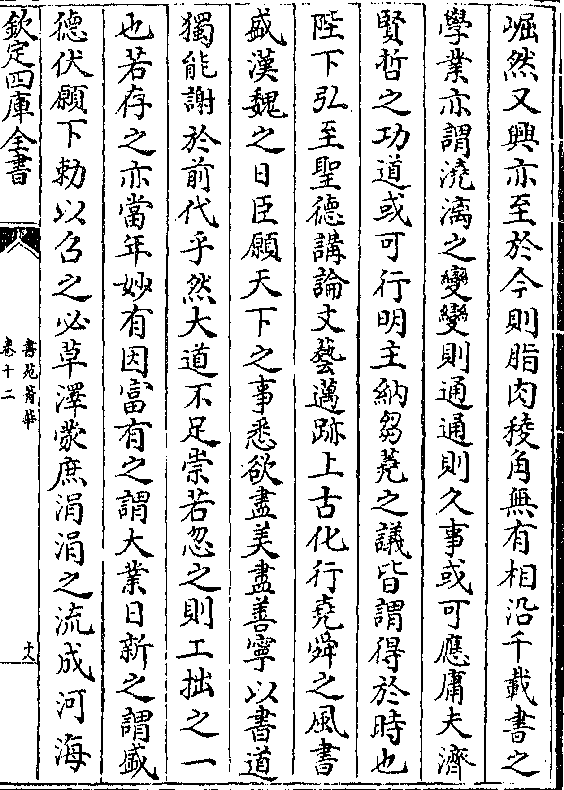 崛然又興亦至於今則脂肉稜角無有相沿千載書之
學業亦謂澆漓之變變則通通則久事或可應庸夫濟
賢哲之功道或可行明主納芻蕘之議皆謂得於時也
陛下弘至聖德講論文藝邁跡上古化行堯舜之風書
盛漢魏之日臣願天下之事悉欲盡美盡善寧以書道
獨能謝於前代乎然大道不足崇若忽之則工拙之一
也若存之亦當年妙有因富有之謂大業日新之謂盛
德伏願下勅以召之必草澤蒙庶涓涓之流成河海
欽定四庫全書
書苑菁華
卷十二